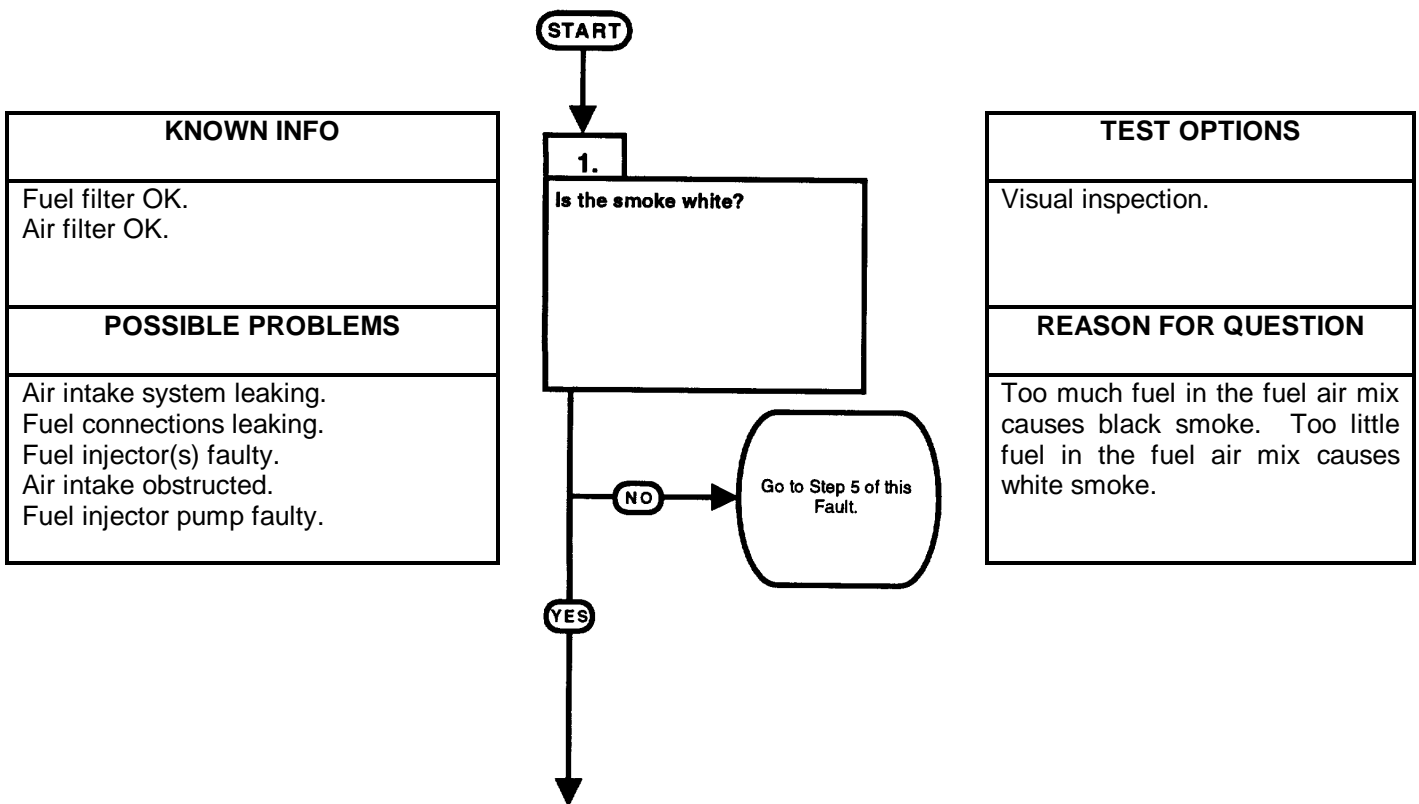 START
KNOWN INFO
Fuel filter OK.
Air filter OK.
POSSIBLE PROBLEMS
Air intake system leaking.
Fuel connections leaking.
Fuel injector(s) faulty.
Air intake obstructed.
Fuel injector pump faulty.
1.
Is the smoke white?
NO
Go to Step 5 of this
Fault.
YES
TEST OPTIONS
Visual inspection.
REASON FOR QUESTION
Too much fuel in the fuel air mix
causes black smoke. Too little
fuel in the fuel air mix causes
white smoke.